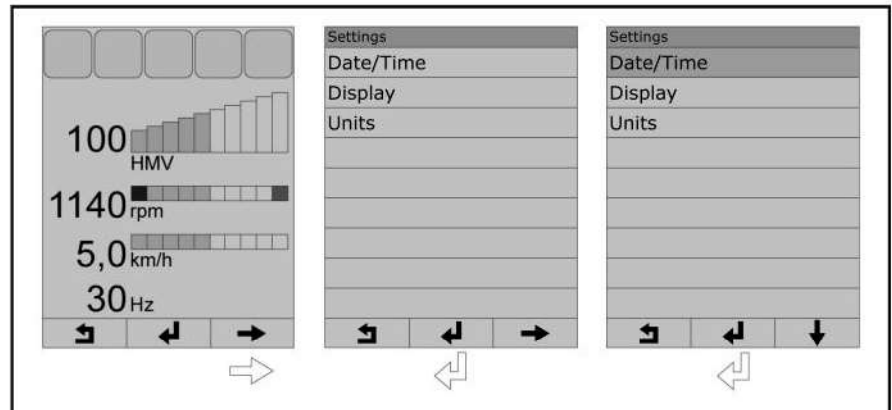 100
HMV
1140 rpm
5,0 km/h
30 Hz
Settings
Date/Time
Display
Units
Settings
Date/Time
Display
Units